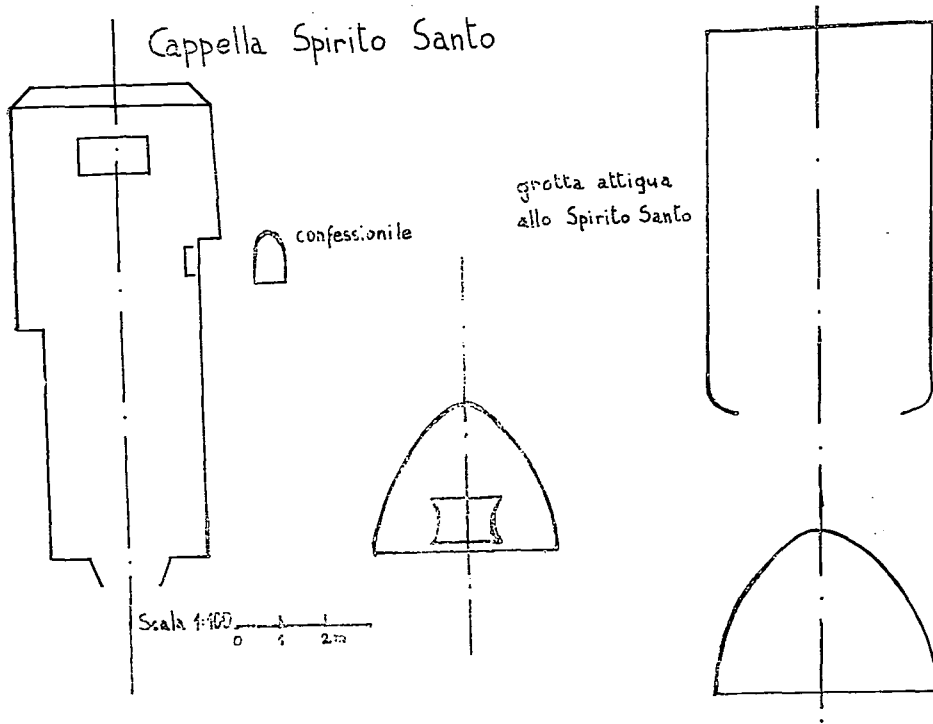 Cappella Spirito Santo
grotta attigua
allo Spirito Santo
confessionile
Scala 1:100
0 1 2m